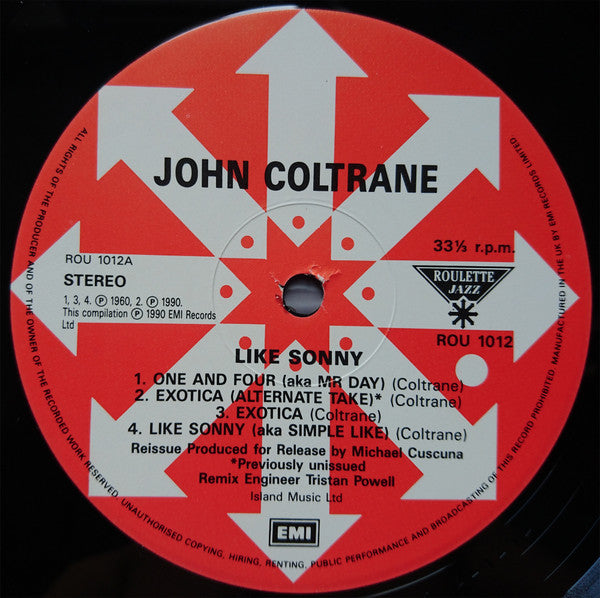 JOHN COLTRANE
ROU 1012A
STEREO
1, 3, 4. ℗ 1960, 2. ℗ 1990.
This compilation ℗ 1990 EMI Records
Ltd
33⅓ r.p.m.
ROULETTE
JAZZ
ROU 1012
LIKE SONNY
1. ONE AND FOUR (aka MR DAY) (Coltrane)
2. EXOTICA (ALTERNATE TAKE)* (Coltrane)
3. EXOTICA (Coltrane)
4. LIKE SONNY (aka SIMPLE LIKE) (Coltrane)
Reissue Produced for Release by Michael Cuscuna
*Previously unissued
Remix Engineer Tristan Powell
Island Music Ltd
EMI
ALL RIGHTS OF THE PRODUCER AND OF THE OWNER OF THE RECORDED WORK RESERVED. UNAUTHORISED COPYING, HIRING, RENTING, PUBLIC PERFORMANCE AND BROADCASTING OF THIS RECORD PROHIBITED. MANUFACTURED IN THE UK BY EMI RECORDS LIMITED.